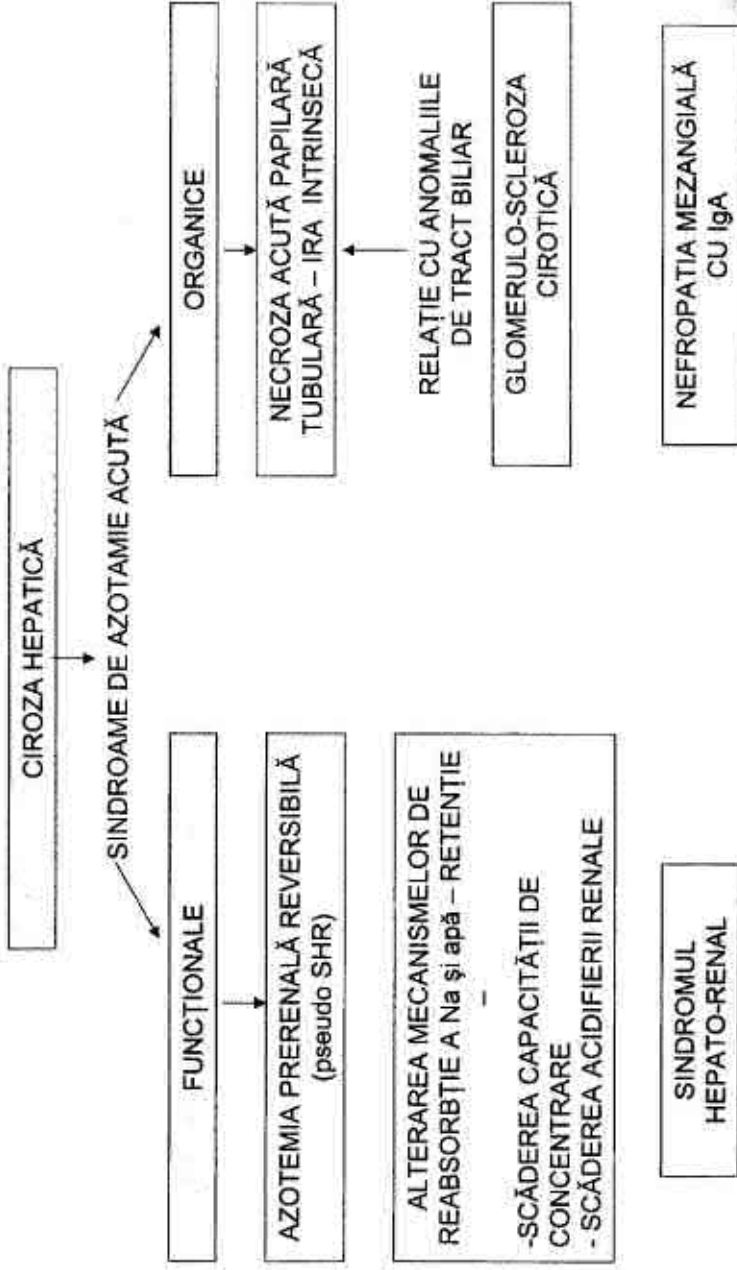 CIROZA HEPATICĂ
SINDROAME DE AZOTAMIE ACUTĂ
FUNCȚIONALE
AZOTEMIA PRERENALĂ REVERSIBILĂ
(pseudo SHR)
ALTERAREA MECANISMELOR DE
REABSORBȚIE A Na și apă – RETENȚIE
–
-SCĂDEREA CAPACITĂȚII DE
CONCENTRARE
- SCĂDEREA ACIDIFIERII RENALE
SINDROMUL
HEPATO-RENAL
ORGANICE
NECROZA ACUTĂ PAPILARĂ
TUBULARĂ – IRA INTRINSECĂ
RELAȚIE CU ANOMALIILE
DE TRACT BILIAR
GLOMERULO-SCLEROZA
CIROTICĂ
NEFROPATIA MEZANGIALĂ
CU IgA